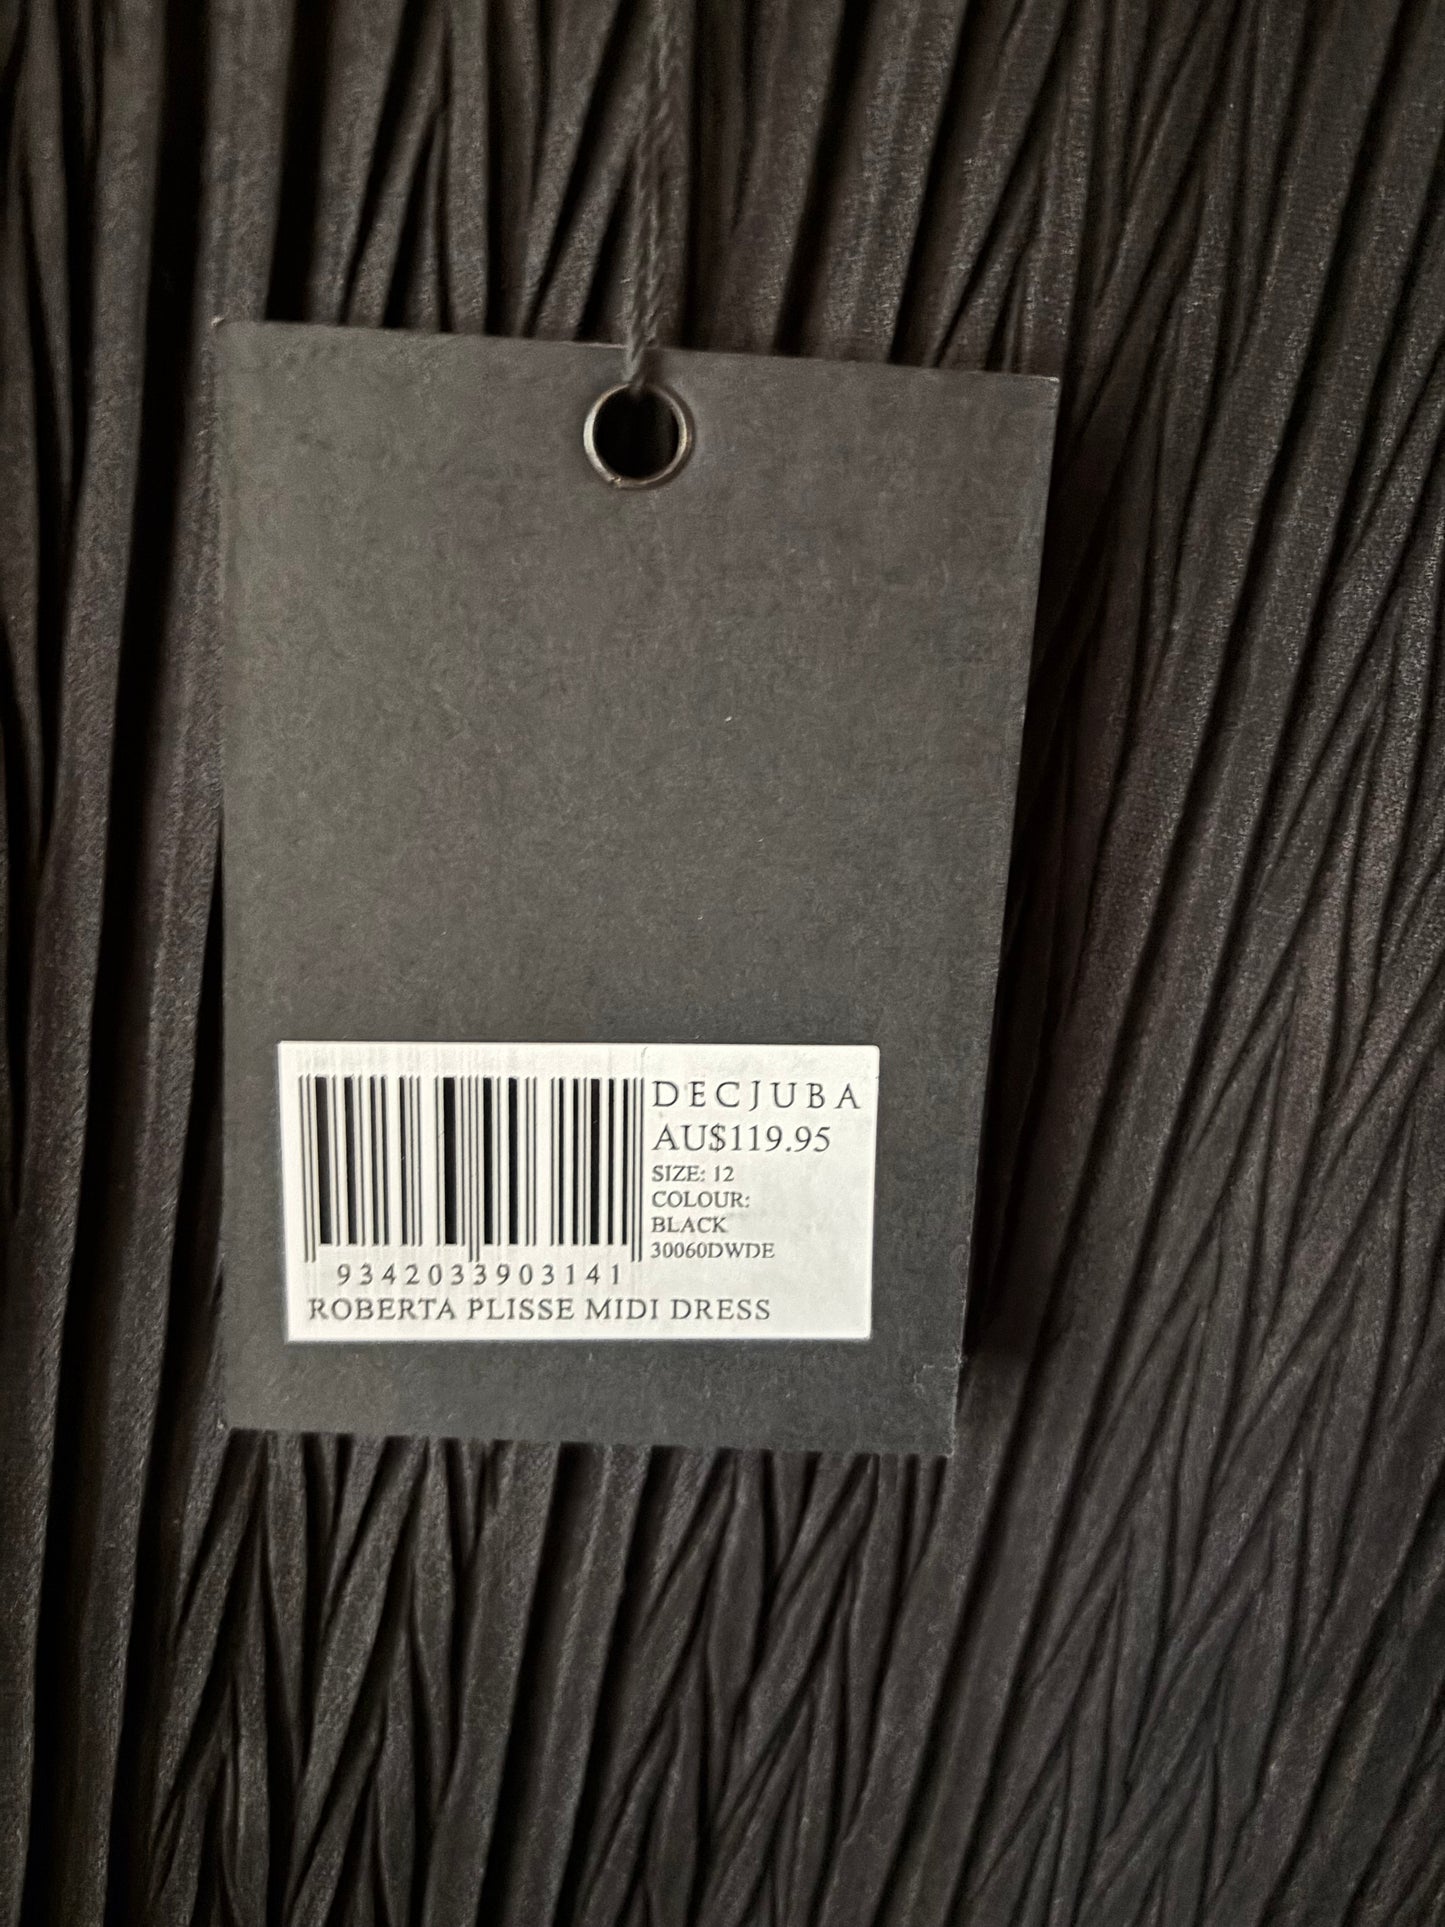 DECJUBA
AU$119.95
SIZE: 12
COLOUR:
BLACK
30060DWDE
9342033903141
ROBERTA PLISSE MIDI DRESS